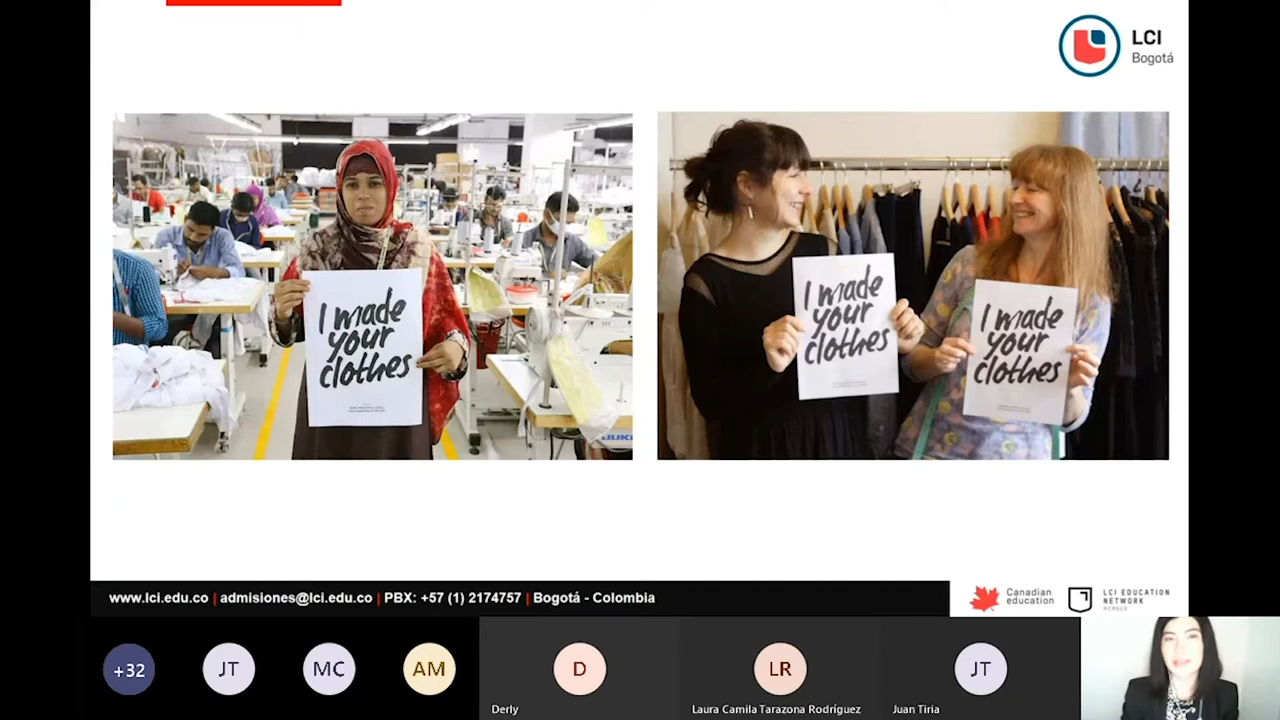 LCI
Bogotá
I made
your
clothes
JUKI
I made
your
clothes
I made
your
clothes
www.lci.edu.co | admisiones@lci.edu.co | PBX: +57 (1) 2174757 | Bogotá - Colombia
Canadian
education
LCI EDUCATION
NETWORK
MEMBER
+32
JT
MC
AM
D
LR
JT
Derly
Laura Camila Tarazona Rodríguez
Juan Tiria